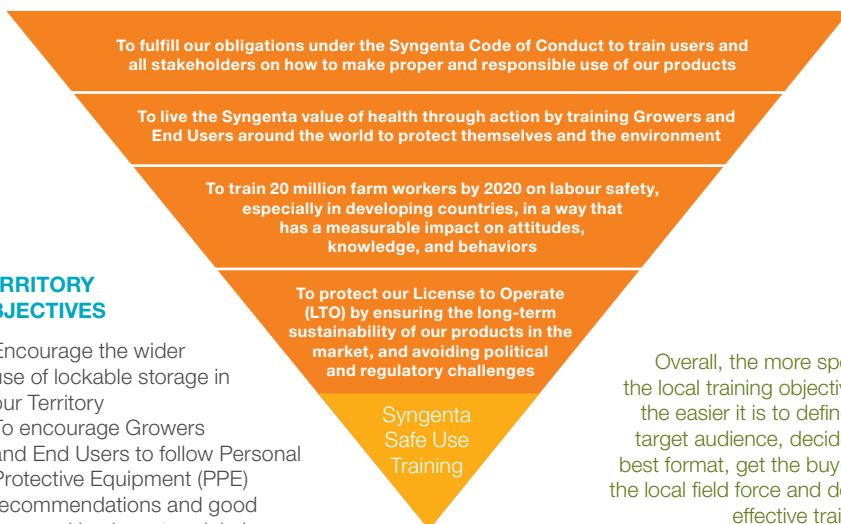 To fulfill our obligations under the Syngenta Code of Conduct to train users and
all stakeholders on how to make proper and responsible use of our products
To live the Syngenta value of health through action by training Growers and
End Users around the world to protect themselves and the environment
To train 20 million farm workers by 2020 on labour safety,
especially in developing countries, in a way that
has a measurable impact on attitudes,
knowledge, and behaviors
To protect our License to Operate
(LTO) by ensuring the long-term
sustainability of our products in the
market, and avoiding political
and regulatory challenges
Syngenta
Safe Use
Training
RRITORY
BJECTIVES
Encourage the wider
use of lockable storage in
our Territory
To encourage Growers
and End Users to follow Personal
Protective Equipment (PPE)
recommendations and good
Overall, the more spe
the local training objectiv
the easier it is to define
target audience, decide
best format, get the buy
the local field force and de
effective trai